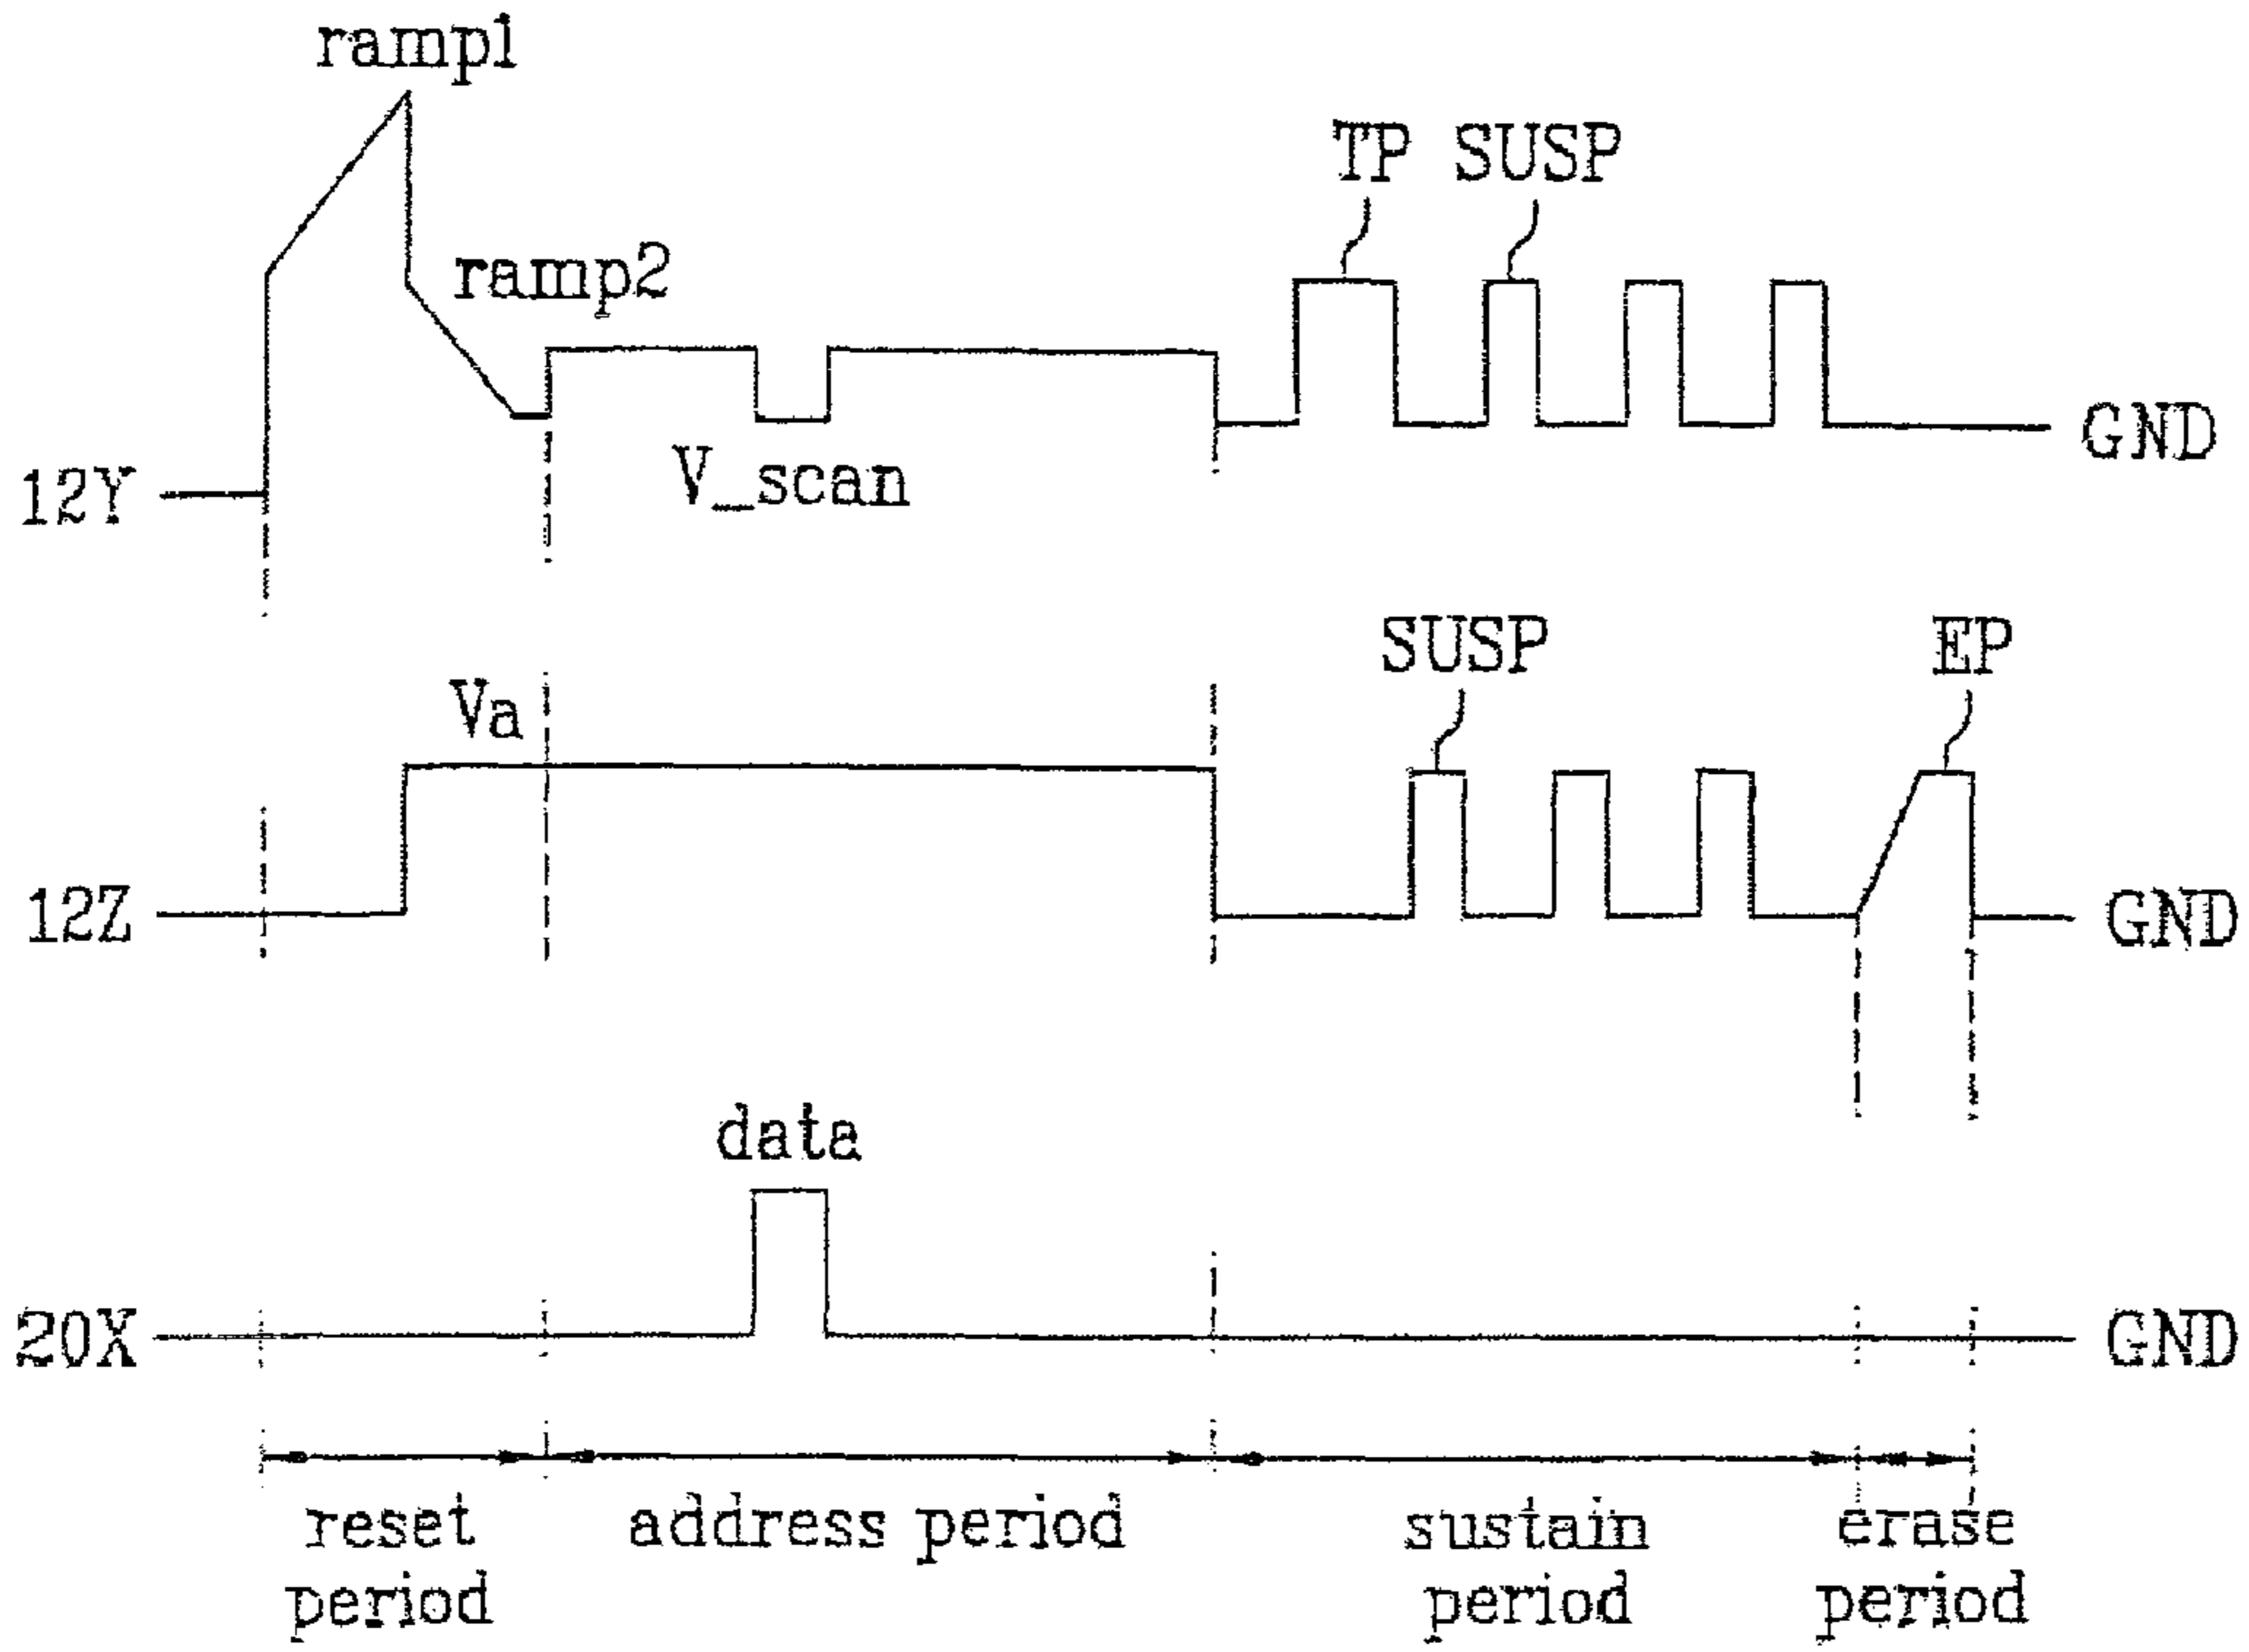 ramp1
TP SUSP
ramp2
GND
12Y
V_scan
SUSP
EP
Va
12Z
GND
data
20X
GND
reset period
address period
sustain period
erase period